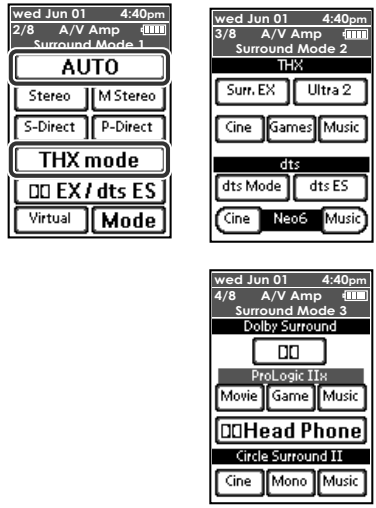 wed Jun 01 4:40pm
2/8 A/V Amp
Surround Mode 1
AUTO
Stereo M Stereo
S-Direct P-Direct
THX mode
EX / dts ES
Virtual Mode
wed Jun 01 4:40pm
3/8 A/V Amp
Surround Mode 2
THX
Surr. EX Ultra 2
Cine Games Music
dts
dts Mode dts ES
Cine Neo6 Music
wed Jun 01 4:40pm
4/8 A/V Amp
Surround Mode 3
Dolby Surround
ProLogic IIx
Movie Game Music
Head Phone
Circle Surround II
Cine Mono Music